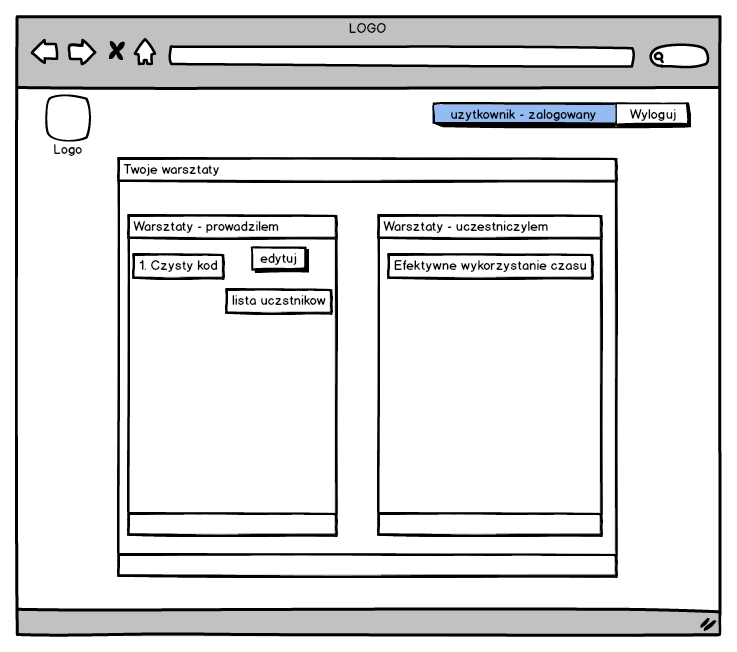 LOGO
uzytkownik - zalogowany
Wyloguj
Logo
Twoje warsztaty
Warsztaty - prowadzilem
Warsztaty - uczestniczylem
1. Czysty kod
edytuj
Efektywne wykorzystanie czasu
lista uczstnikow